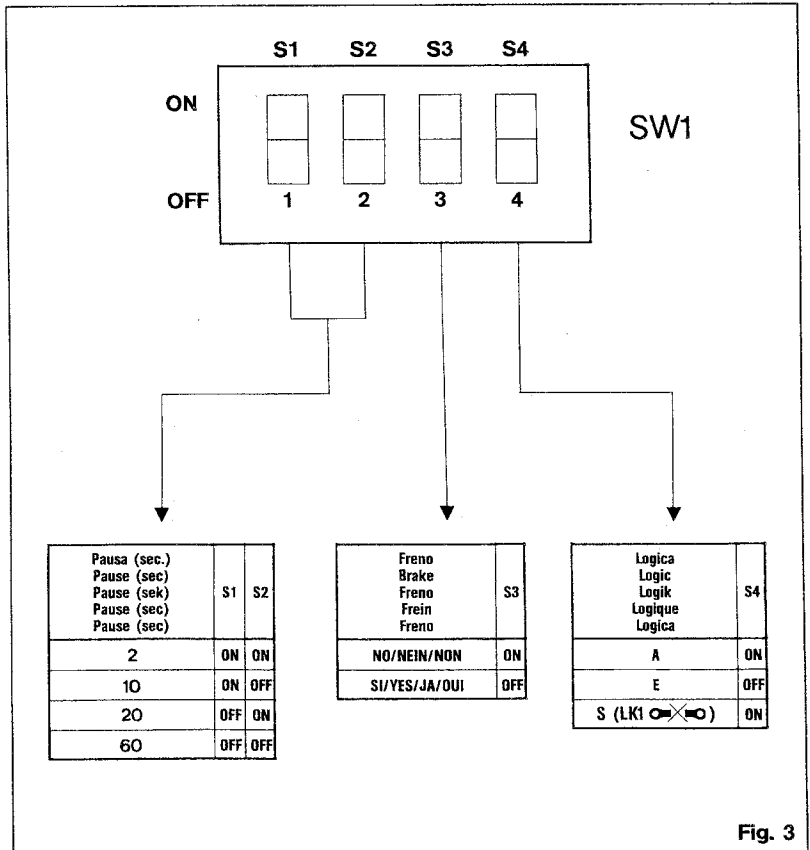 S1 S2 S3 S4
ON
SW1
OFF 1 2 3 4
Pausa (sec.)
Pause (sec)
Pause (sek)
Pause (sec)
Pause (sec)
S1 S2
2 ON ON
10 ON OFF
20 OFF ON
60 OFF OFF
Freno
Brake
Freno
Frein
Freno
S3
NO/NEIN/NON ON
SI/YES/JA/OUI OFF
Logica
Logic
Logik
Logique
Logica
S4
A ON
E OFF
S (LK1 ) ON
Fig. 3